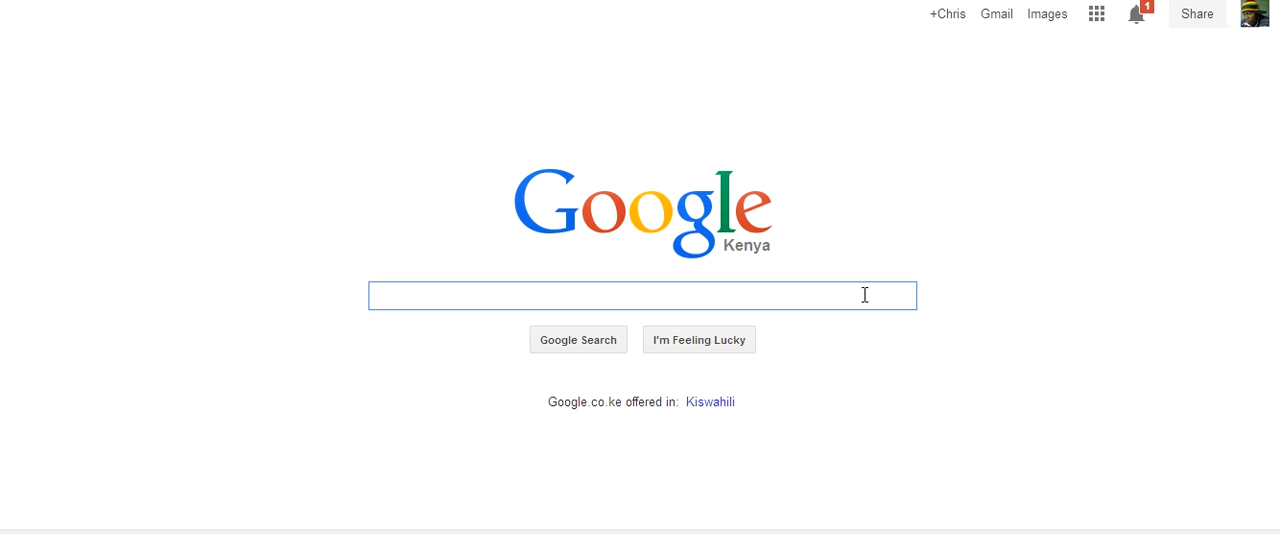 +Chris Gmail Images 1 Share
Google
Kenya
Google Search I'm Feeling Lucky
Google.co.ke offered in: Kiswahili